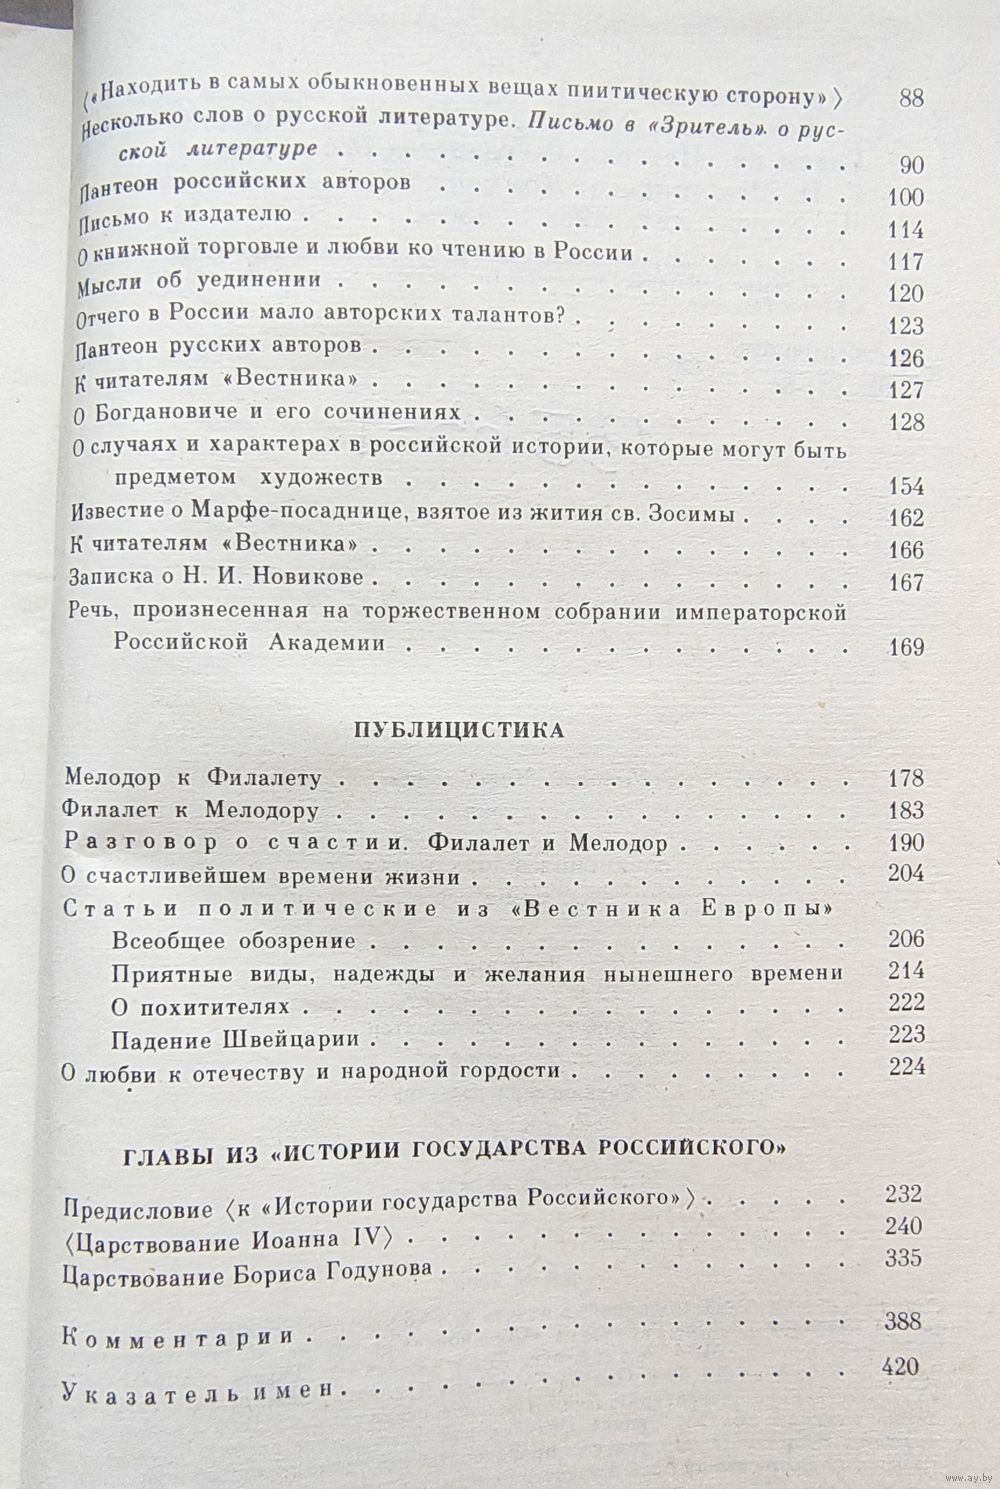 ⟨«Находить в самых обыкновенных вещах пиитическую сторону»⟩ 88
Несколько слов о русской литературе. Письмо в «Зритель». о рус-
ской литературе . . . . . . . . . . . . . . . . 90
Пантеон российских авторов . . . . . . . . . . . . . 100
Письмо к издателю . . . . . . . . . . . . . . . . . 114
О книжной торговле и любви ко чтению в России . . . . . . . 117
Мысли об уединении . . . . . . . . . . . . . . . . 120
Отчего в России мало авторских талантов? . . . . . . . . . 123
Пантеон русских авторов . . . . . . . . . . . . . . . 126
К читателям «Вестника» . . . . . . . . . . . . . . . 127
О Богдановиче и его сочинениях . . . . . . . . . . . . 128
О случаях и характерах в российской истории, которые могут быть
предметом художеств . . . . . . . . . . . . . . 154
Известие о Марфе-посаднице, взятое из жития св. Зосимы . . . . 162
К читателям «Вестника» . . . . . . . . . . . . . . . 166
Записка о Н. И. Новикове . . . . . . . . . . . . . . . 167
Речь, произнесенная на торжественном собрании императорской
Российской Академии . . . . . . . . . . . . . . 169
ПУБЛИЦИСТИКА
Мелодор к Филалету . . . . . . . . . . . . . . . . 178
Филалет к Мелодору . . . . . . . . . . . . . . . . 183
Разговор о счастии. Филалет и Мелодор . . . . . . 190
О счастливейшем времени жизни . . . . . . . . . . . . 204
Статьи политические из «Вестника Европы»
Всеобщее обозрение . . . . . . . . . . . . . . . 206
Приятные виды, надежды и желания нынешнего времени 214
О похитителях . . . . . . . . . . . . . . . . . 222
Падение Швейцарии . . . . . . . . . . . . . . . 223
О любви к отечеству и народной гордости . . . . . . . . . 224
ГЛАВЫ ИЗ «ИСТОРИИ ГОСУДАРСТВА РОССИЙСКОГО»
Предисловие ⟨к «Истории государства Российского»⟩ . . . . . 232
⟨Царствование Иоанна IV⟩ . . . . . . . . . . . . . . 240
Царствование Бориса Годунова . . . . . . . . . . . . . 335
Комментарии . . . . . . . . . . . . . . . . . 388
Указатель имен . . . . . . . . . . . . . . . . 420
www.ay.by